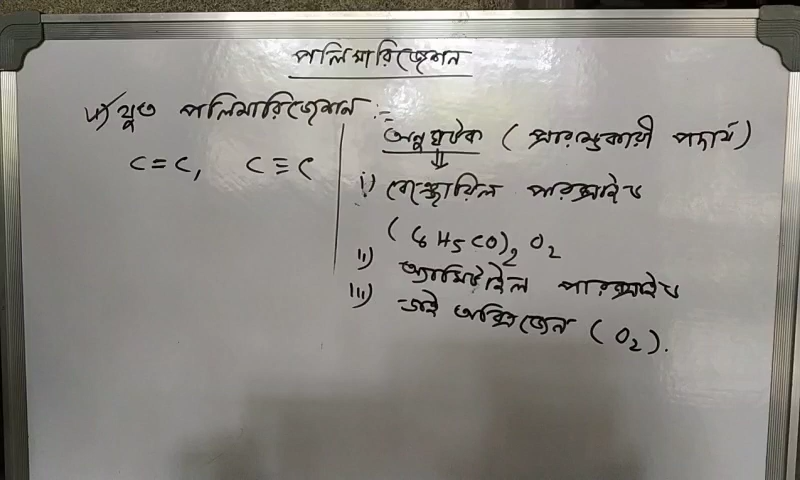 পলিমারিজেশন
যুত পলিমারিজেশন :-
C=C, C≡C
অনুঘটক (প্রারম্ভকারী পদার্থ)
⇓
i) বেঞ্জোয়িল পারক্সাইড
(C6H5CO)2O2
ii) অ্যাসিটাইল পারক্সাইড
iii) ডাই অক্সিজেন (O2).